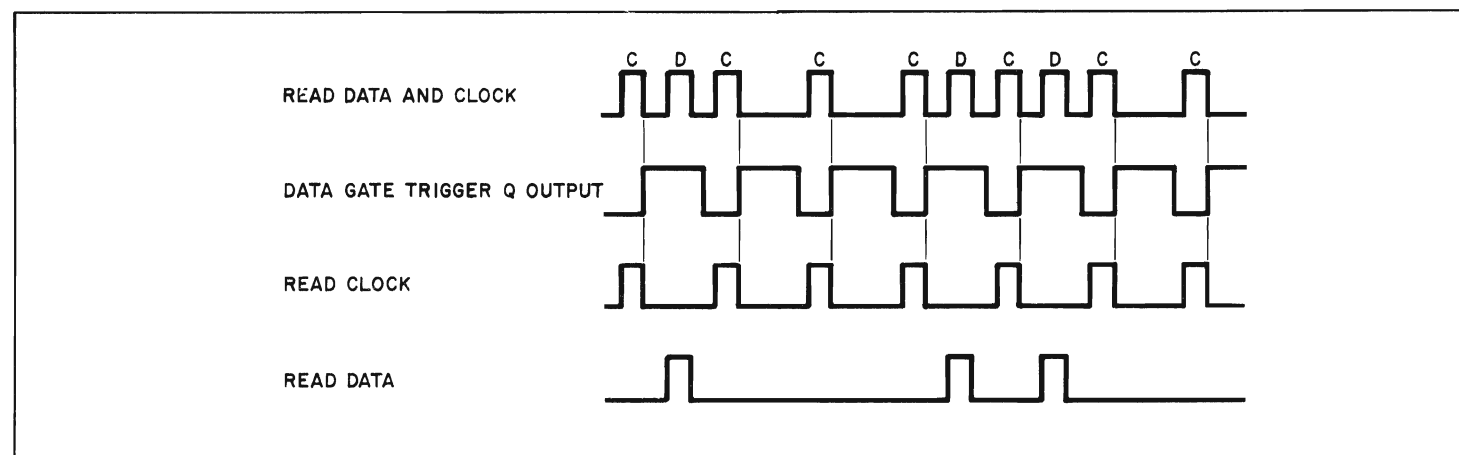 C D C C C D C D C C
READ DATA AND CLOCK
DATA GATE TRIGGER Q OUTPUT
READ CLOCK
READ DATA